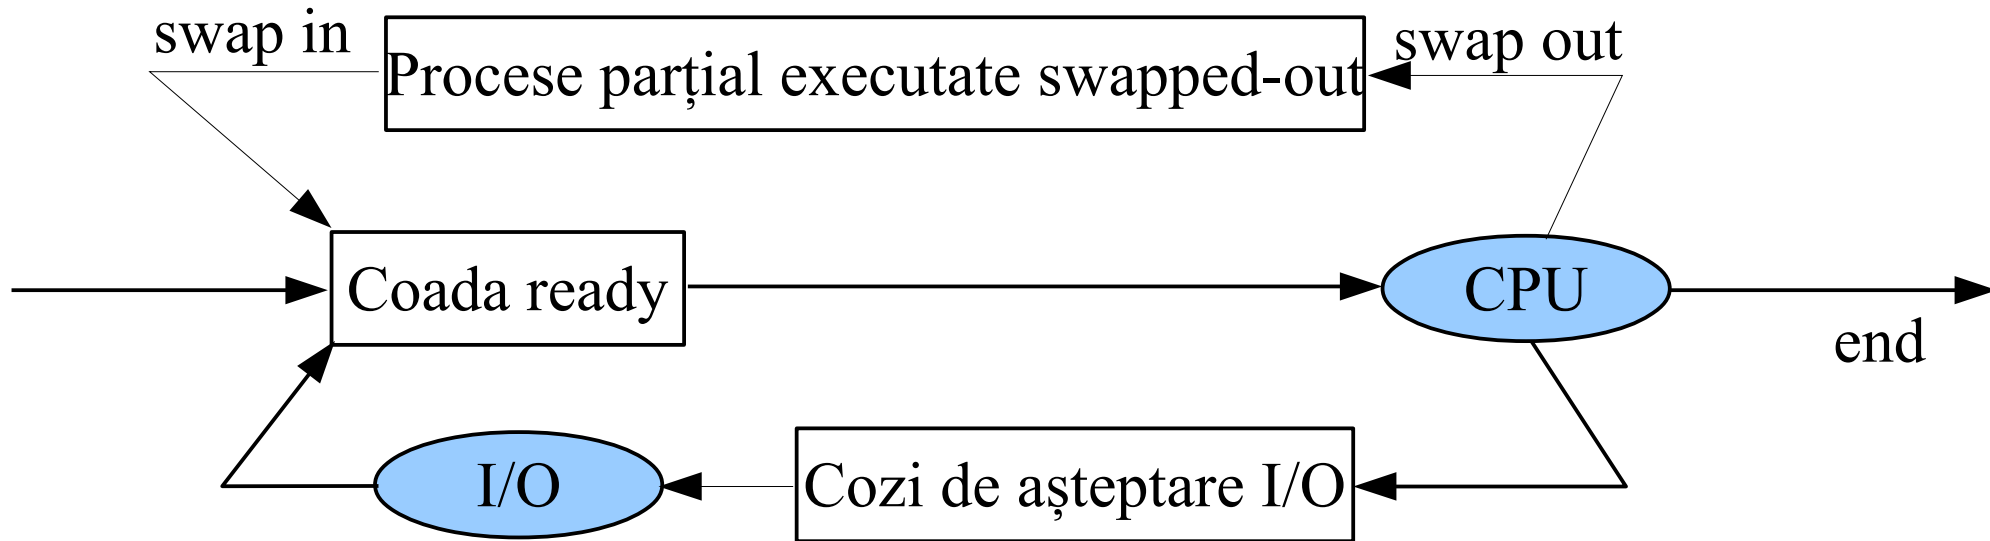 swap in
Procese parțial executate swapped-out
swap out
Coada ready
CPU
end
I/O
Cozi de așteptare I/O